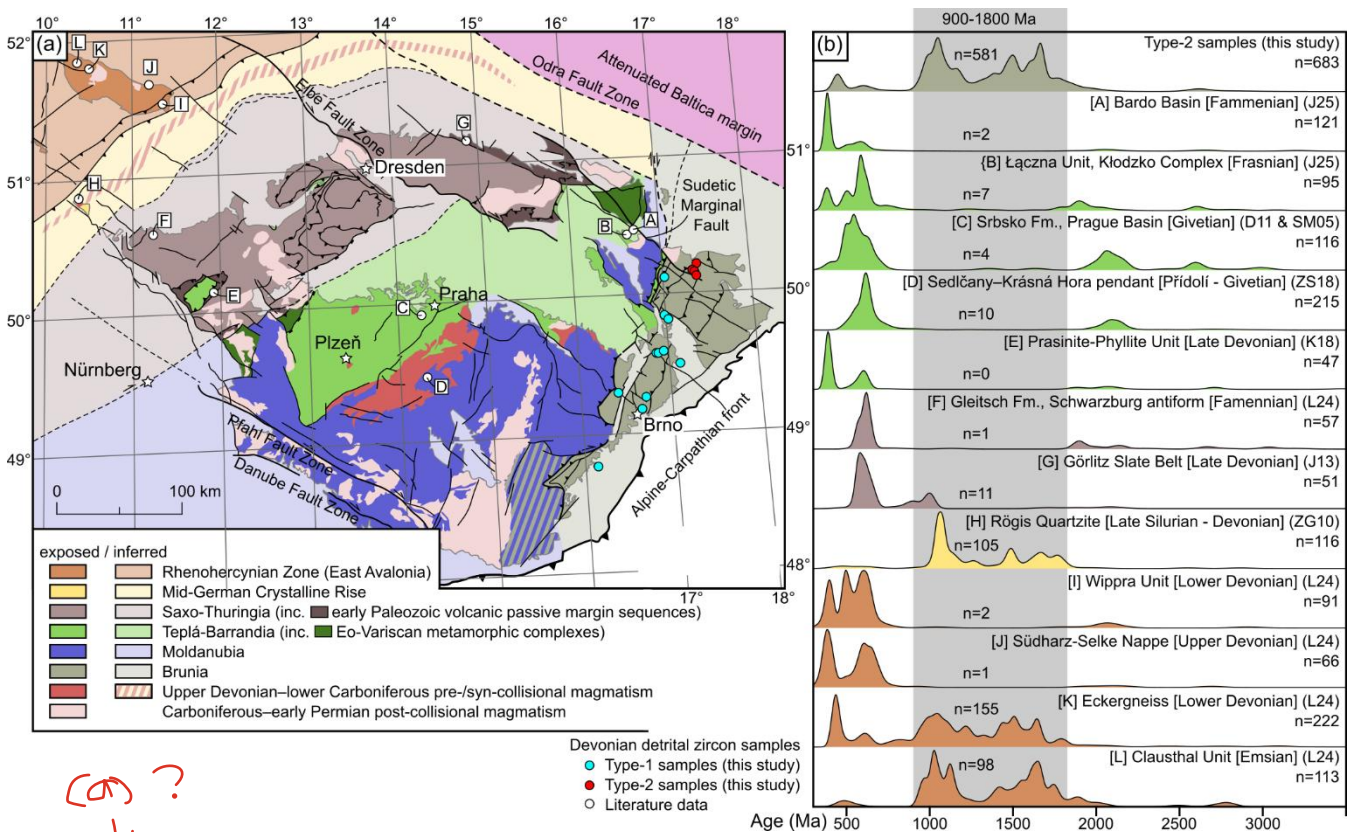 10°
11
12
13
14
15
16
17
18
52°
(a)
L
K
J
I
Elbe Fault Zone
Odra Fault Zone
Attenuated Baltica margin
G
51°
H
Dresden
51°
Sudetic
Marginal
Fault
F
A
B
E
Praha
50°
C
50°
Plzeň
Nürnberg
D
Brno
49°
49°
Pfahl Fault Zone
Danube Fault Zone
Alpine-Carpathian front
0
100 km
48°
17°
18°
exposed / inferred
Rhenohercynian Zone (East Avalonia)
Mid-German Crystalline Rise
Saxo-Thuringia (inc. early Paleozoic volcanic passive margin sequences)
Teplá-Barrandia (inc. Eo-Variscan metamorphic complexes)
Moldanubia
Brunia
Upper Devonian–lower Carboniferous pre-/syn-collisional magmatism
Carboniferous–early Permian post-collisional magmatism
Devonian detrital zircon samples
Type-1 samples (this study)
Type-2 samples (this study)
Literature data
?
(b)
900-1800 Ma
Type-2 samples (this study)
n=581
n=683
[A] Bardo Basin [Fammenian] (J25)
n=2
n=121
{B] Łączna Unit, Kłodzko Complex [Frasnian] (J25)
n=7
n=95
[C] Srbsko Fm., Prague Basin [Givetian] (D11 & SM05)
n=4
n=116
[D] Sedlčany–Krásná Hora pendant [Přídolí - Givetian] (ZS18)
n=10
n=215
[E] Prasinite-Phyllite Unit [Late Devonian] (K18)
n=0
n=47
[F] Gleitsch Fm., Schwarzburg antiform [Famennian] (L24)
n=1
n=57
[G] Görlitz Slate Belt [Late Devonian] (J13)
n=11
n=51
[H] Rögis Quartzite [Late Silurian - Devonian] (ZG10)
n=105
n=116
[I] Wippra Unit [Lower Devonian] (L24)
n=2
n=91
[J] Südharz-Selke Nappe [Upper Devonian] (L24)
n=1
n=66
[K] Eckergneiss [Lower Devonian] (L24)
n=155
n=222
[L] Clausthal Unit [Emsian] (L24)
n=98
n=113
Age (Ma)
500
1000
1500
2000
2500
3000